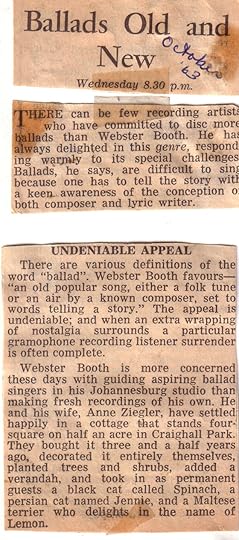 Ballads Old and
New
October
63
Wednesday 8.30 p.m.
THERE can be few recording artists
who have committed to disc more
ballads than Webster Booth. He has
always delighted in this genre, respond-
ing warmly to its special challenges.
Ballads, he says, are difficult to sing
because one has to tell the story with
a keen awareness of the conception of
both composer and lyric writer.
UNDENIABLE APPEAL
There are various definitions of the
word "ballad". Webster Booth favours—
"an old popular song, either a folk tune
or an air by a known composer, set to
words telling a story." The appeal is
undeniable; and when an extra wrapping
of nostalgia surrounds a particular
gramophone recording listener surrender
is often complete.
Webster Booth is more concerned
these days with guiding aspiring ballad
singers in his Johannesburg studio than
making fresh recordings of his own. He
and his wife, Anne Ziegler, have settled
happily in a cottage that stands four-
square on half an acre in Craighall Park.
They bought it three and a half years
ago, decorated it entirely themselves,
planted trees and shrubs, added a
verandah, and took in as permanent
guests a black cat called Spinach, a
persian cat named Jennie, and a Maltese
terrier who delights in the name of
Lemon.